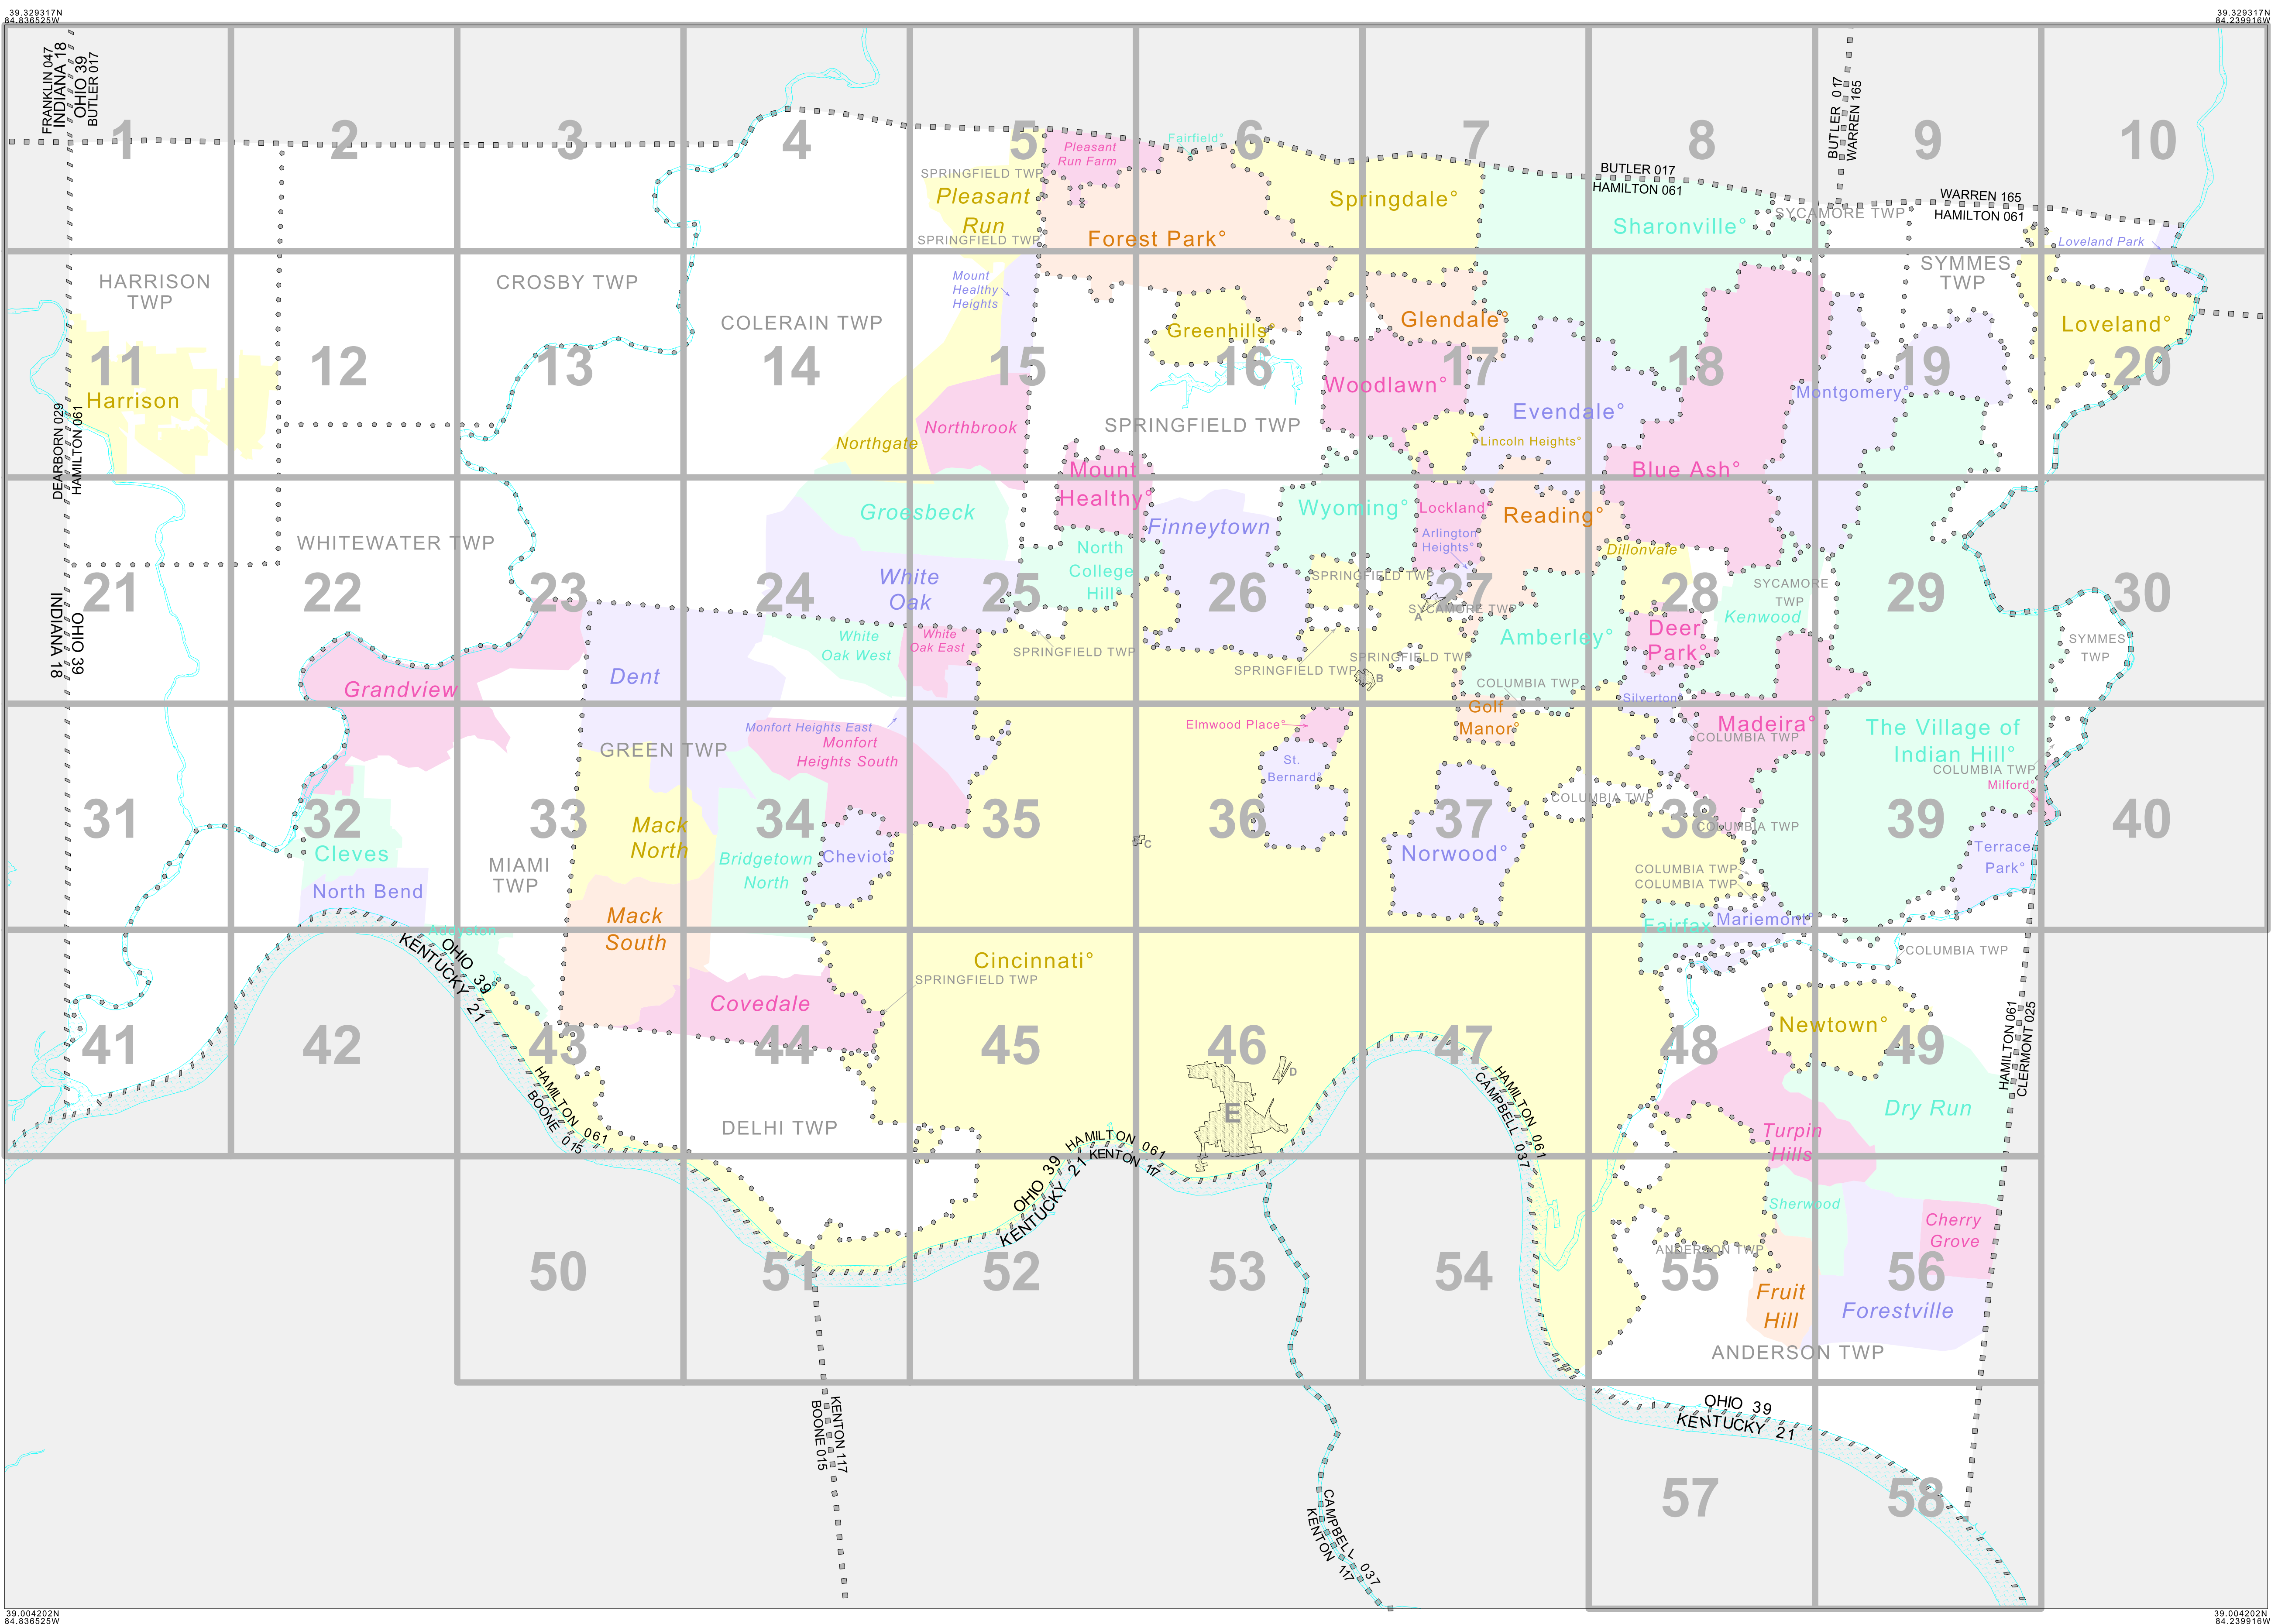 39.329317N
84.836525W
39.329317N
84.239916W
FRANKLIN 047
INDIANA 18
OHIO 39
BUTLER 017
BUTLER 017
WARREN 165
1
2
3
4
5
6
7
8
9
10
Fairfield°
Pleasant
Run Farm
SPRINGFIELD TWP
Pleasant
Run
SPRINGFIELD TWP
Forest Park°
Springdale°
BUTLER 017
HAMILTON 061
Sharonville°
SYCAMORE TWP
WARREN 165
HAMILTON 061
Loveland Park
HARRISON
TWP
CROSBY TWP
COLERAIN TWP
Mount
Healthy
Heights
Greenhills°
Glendale°
SYMMES
TWP
Loveland°
11
12
13
14
15
16
17
18
19
20
Harrison
Woodlawn°
Evendale°
Montgomery°
Northgate
Northbrook
SPRINGFIELD TWP
Lincoln Heights°
Blue Ash°
DEARBORN 029
HAMILTON 061
Mount
Healthy°
Groesbeck
Finneytown
Wyoming°
Lockland
Reading°
Arlington
Heights°
Dillonvale
WHITEWATER TWP
White
Oak
North
College
Hill°
SPRINGFIELD TWP
SYCAMORE TWP
A
SYCAMORE
TWP
Kenwood
21
22
23
24
25
26
27
28
29
30
INDIANA 18
OHIO 39
White
Oak West
White
Oak East
SPRINGFIELD TWP
SPRINGFIELD TWP
SPRINGFIELD TWP
B
Amberley°
Deer
Park°
SYMMES
TWP
Grandview
Dent
COLUMBIA TWP
Silverton°
Monfort Heights East
Monfort
Heights South
GREEN TWP
Elmwood Place°
Golf
Manor°
Madeira°
COLUMBIA TWP
The Village of
Indian Hill°
St.
Bernard°
COLUMBIA TWP
COLUMBIA TWP
Milford°
31
32
33
34
35
36
37
38
39
40
COLUMBIA TWP
Cleves
North Bend
MIAMI
TWP
Mack
North
Bridgetown
North
Cheviot°
C
Norwood°
Terrace
Park°
COLUMBIA TWP
COLUMBIA TWP
Mack
South
Fairfax
Mariemont°
Addyston
OHIO 39
KENTUCKY 21
Cincinnati°
SPRINGFIELD TWP
COLUMBIA TWP
Covedale
Newtown°
41
42
43
44
45
46
47
48
49
HAMILTON 061
BOONE 015
DELHI TWP
D
E
HAMILTON 061
CAMPBELL 037
HAMILTON 061
CLERMONT 025
Dry Run
Turpin
Hills
HAMILTON 061
KENTON 117
OHIO 39
KENTUCKY 21
Sherwood
Cherry
Grove
ANDERSON TWP
50
51
52
53
54
55
56
Fruit
Hill
Forestville
ANDERSON TWP
KENTON 117
BOONE 015
OHIO 39
KENTUCKY 21
CAMPBELL 037
KENTON 117
57
58
39.004202N
84.836525W
39.004202N
84.239916W